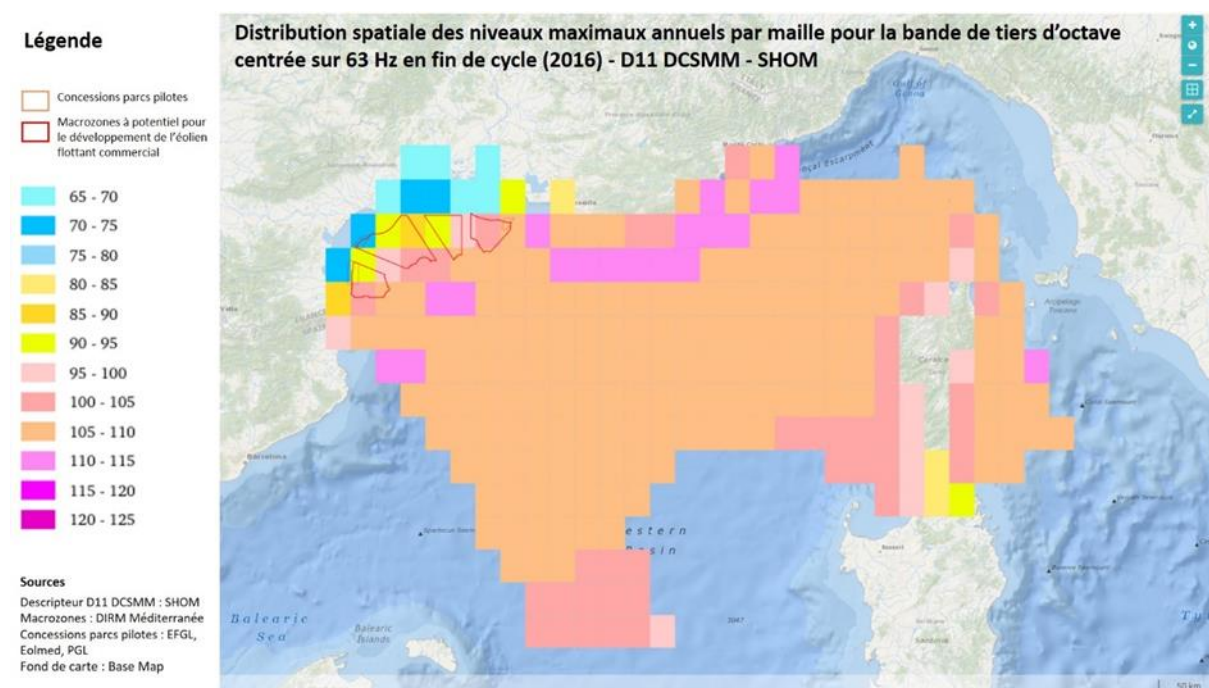 Légende
Distribution spatiale des niveaux maximaux annuels par maille pour la bande de tiers d'octave
centrée sur 63 Hz en fin de cycle (2016) - D11 DCSMM - SHOM
Concessions parcs pilotes
Macrozones à potentiel pour
le développement de l'éolien
flottant commercial
65 - 70
70 - 75
75 - 80
80 - 85
85 - 90
90 - 95
95 - 100
100 - 105
105 - 110
110 - 115
115 - 120
120 - 125
Sources
Descripteur D11 DCSMM : SHOM
Macrozones : DIRM Méditerranée
Concessions parcs pilotes : EFGL,
Eolmed, PGL
Fond de carte : Base Map
Gulf of
Genoa
Escarpment
Barcelona
estern
Basin
Balearic
Sea
Balearic
Islands
50 km